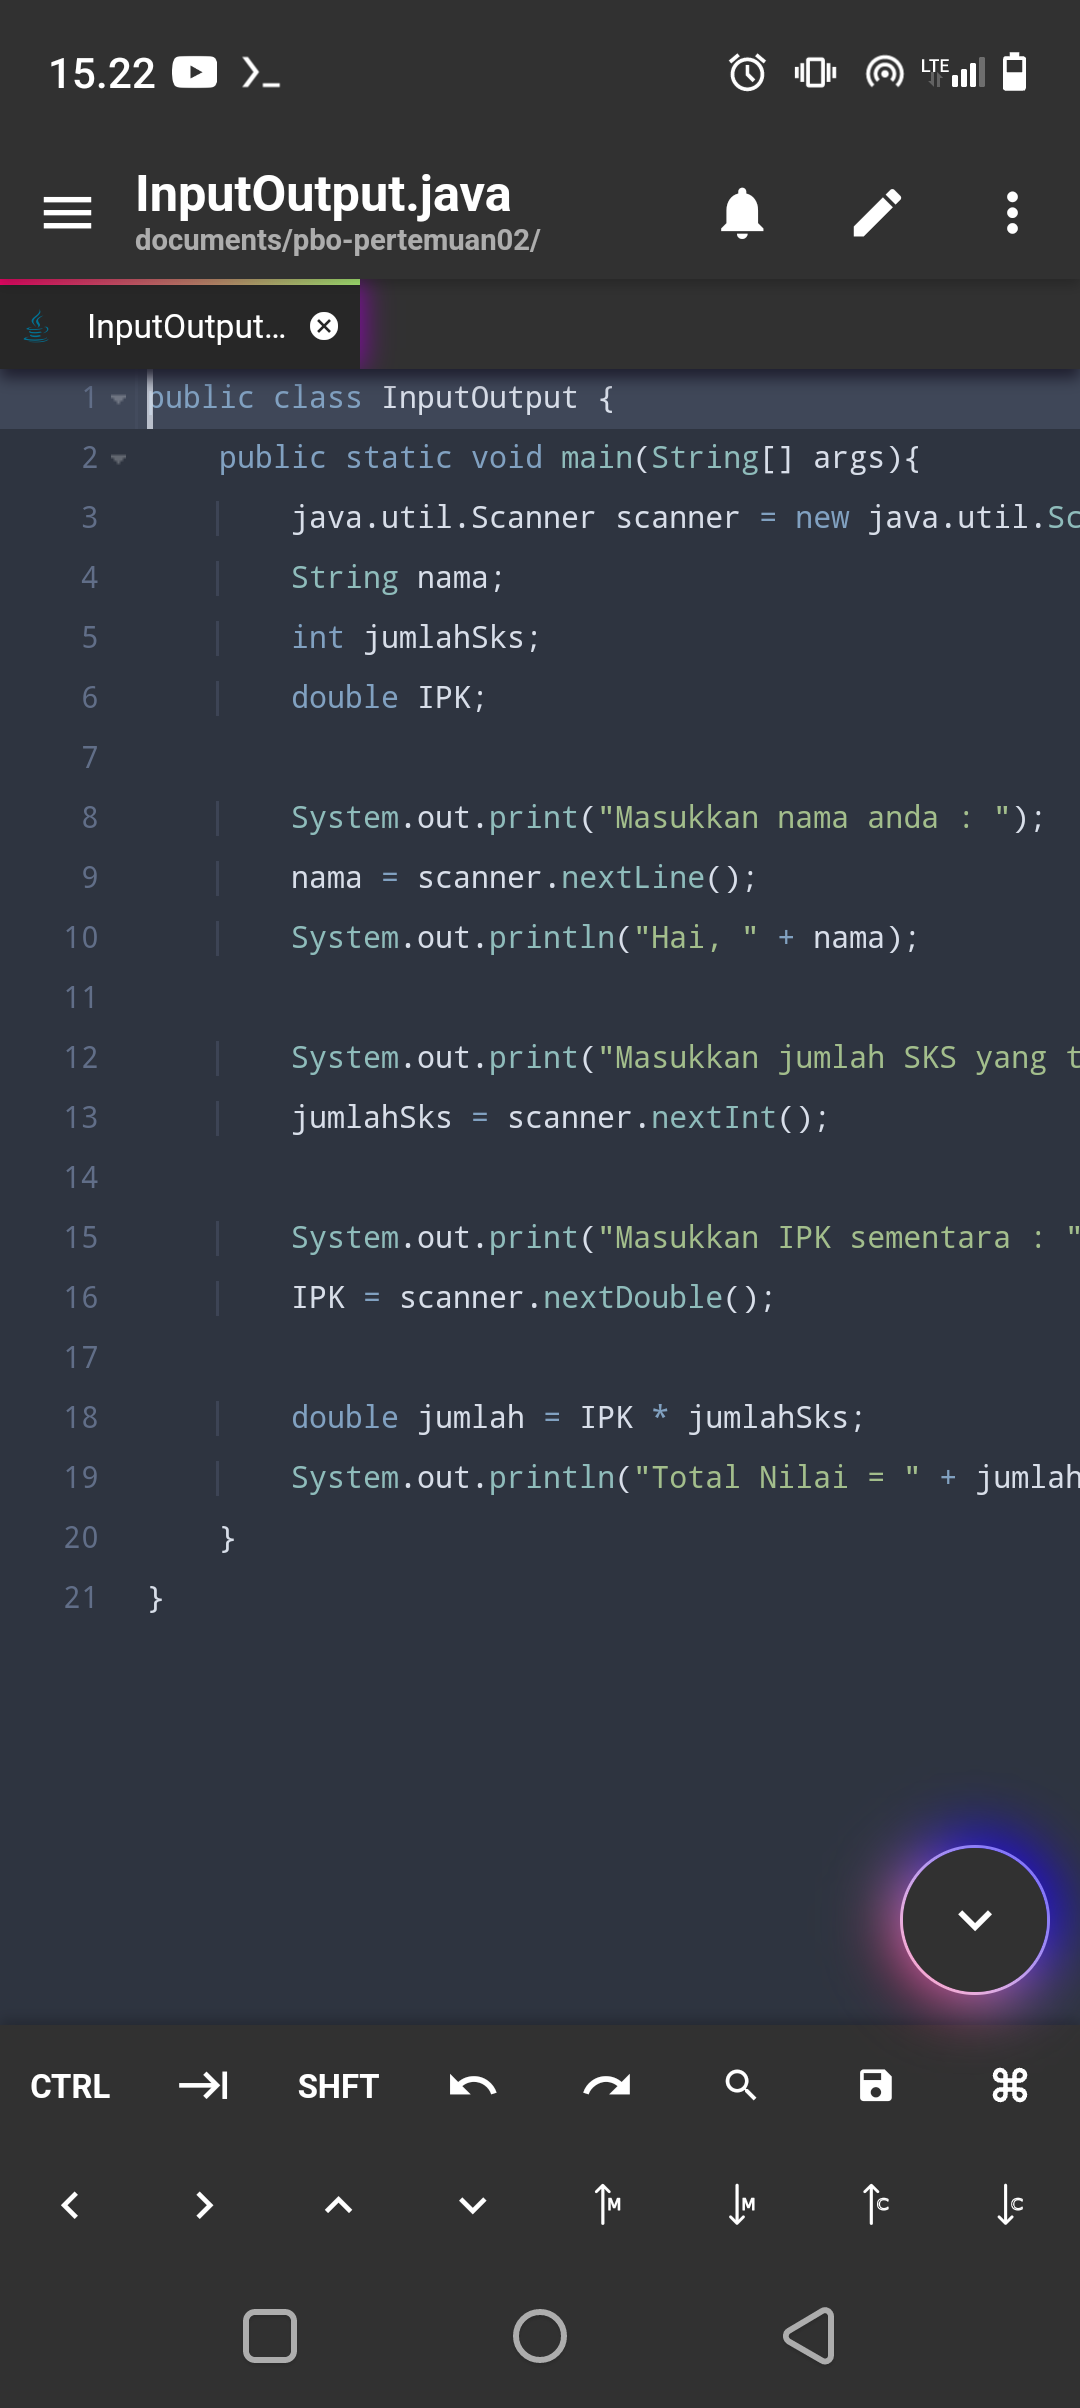 15.22
LTE
InputOutput.java
documents/pbo-pertemuan02/
InputOutput...
1 public class InputOutput {
2 public static void main(String[] args){
3 java.util.Scanner scanner = new java.util.Sc
4 String nama;
5 int jumlahSks;
6 double IPK;
7
8 System.out.print("Masukkan nama anda : ");
9 nama = scanner.nextLine();
10 System.out.println("Hai, " + nama);
11
12 System.out.print("Masukkan jumlah SKS yang t
13 jumlahSks = scanner.nextInt();
14
15 System.out.print("Masukkan IPK sementara : "
16 IPK = scanner.nextDouble();
17
18 double jumlah = IPK * jumlahSks;
19 System.out.println("Total Nilai = " + jumlah
20 }
21 }
CTRL SHFT
M M C C